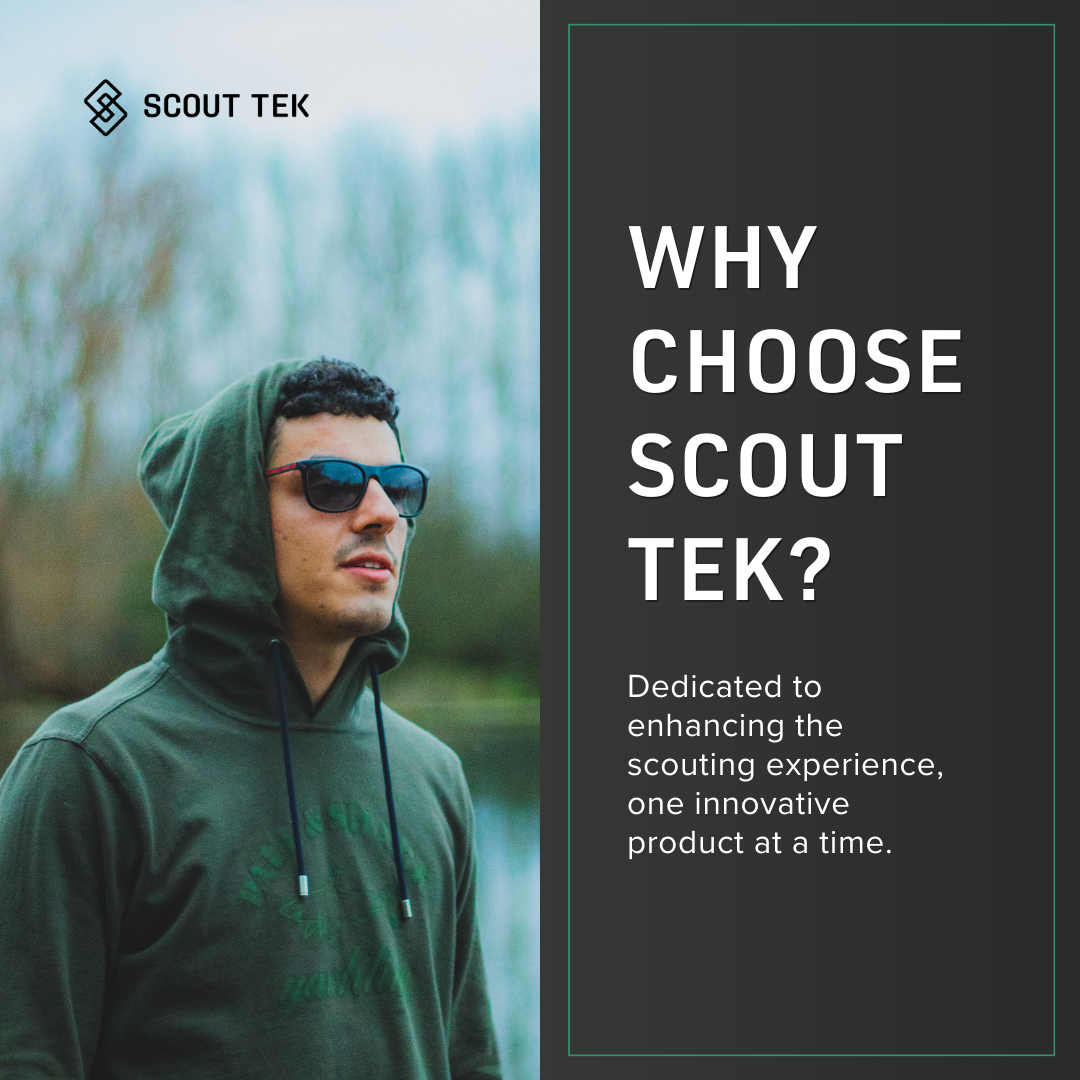 SCOUT TEK
WHY
CHOOSE
SCOUT
TEK?
Dedicated to
enhancing the
scouting experience,
one innovative
product at a time.